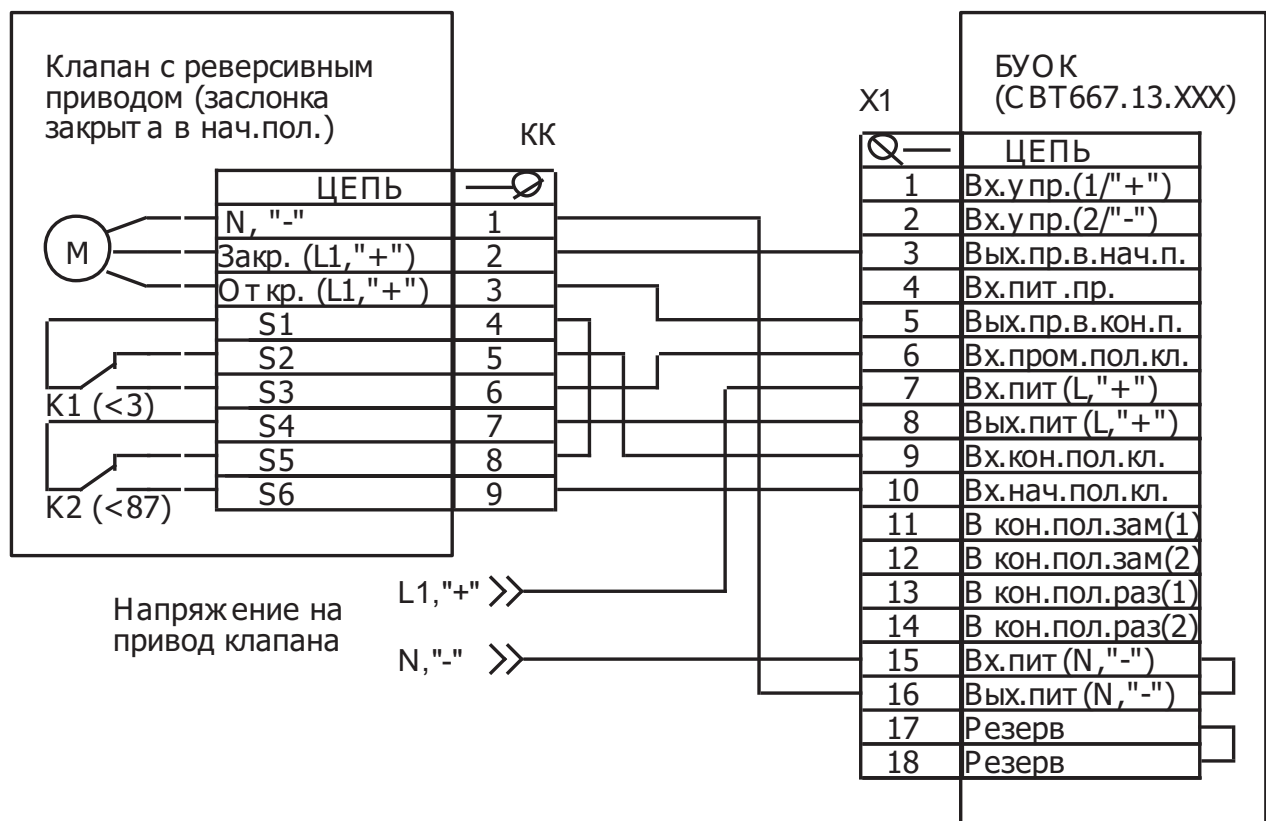 Клапан с реверсивным
приводом (заслонка
закрыта в нач.пол.)
КК
ЦЕПЬ
N, "-" 1
Закр. (L1,"+") 2
Откр. (L1,"+") 3
S1 4
S2 5
S3 6
S4 7
S5 8
S6 9
M
K1 (<3)
K2 (<87)
Напряжение на
привод клапана
L1,"+"
N,"-"
X1
БУОК
(СВТ667.13.XXX)
ЦЕПЬ
1 Вх.упр.(1/"+")
2 Вх.упр.(2/"-")
3 Вых.пр.в.нач.п.
4 Вх.пит.пр.
5 Вых.пр.в.кон.п.
6 Вх.пром.пол.кл.
7 Вх.пит(L,"+")
8 Вых.пит(L,"+")
9 Вх.кон.пол.кл.
10 Вх.нач.пол.кл.
11 В кон.пол.зам(1)
12 В кон.пол.зам(2)
13 В кон.пол.раз(1)
14 В кон.пол.раз(2)
15 Вх.пит(N,"-")
16 Вых.пит(N,"-")
17 Резерв
18 Резерв